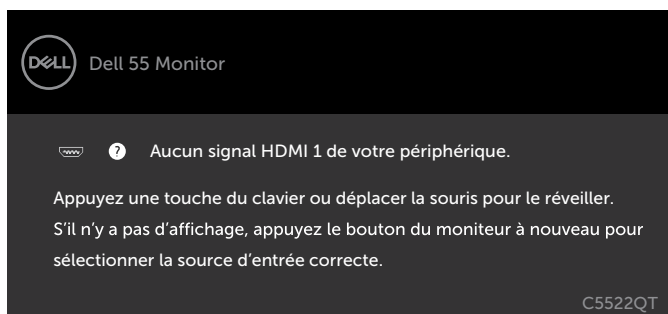 DELL Dell 55 Monitor
? Aucun signal HDMI 1 de votre périphérique.
Appuyez une touche du clavier ou déplacer la souris pour le réveiller.
S’il n’y a pas d’affichage, appuyez le bouton du moniteur à nouveau pour
sélectionner la source d’entrée correcte.
C5522QT